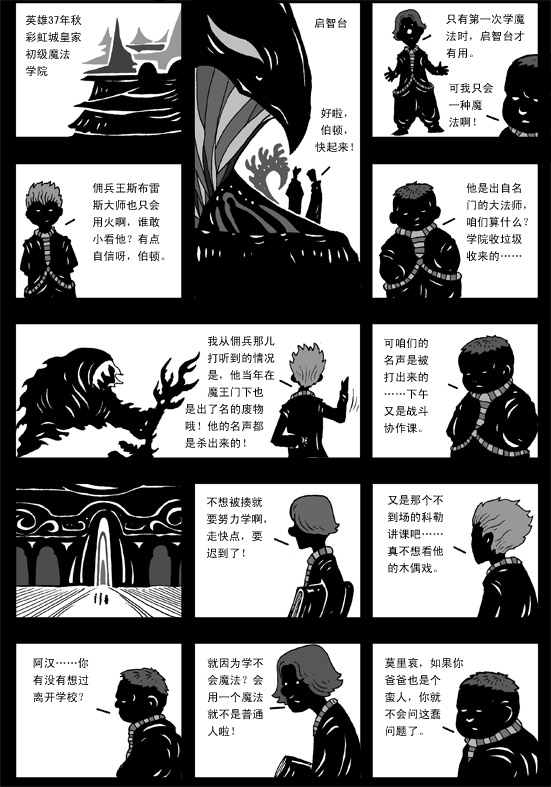 英雄37年秋
彩虹城皇家
初级魔法
学院
启智台
好啦，
伯顿，
快起来！
只有第一次学魔
法时，启智台才
有用。
可我只会
一种魔
法啊！
佣兵王斯布雷
斯大师也只会
用火啊，谁敢
小看他？有点
自信呀，伯顿。
他是出自名
门的大法师，
咱们算什么？
学院收垃圾
收来的……
我从佣兵那儿
打听到的情况
是，他当年在
魔王门下也
是出了名的废物
哦！他的名声都
是杀出来的！
可咱们的
名声是被
打出来的
……下午
又是战斗
协作课。
不想被揍就
要努力学啊，
走快点，要
迟到了！
又是那个不
到场的科勒
讲课吧……
真不想看他
的木偶戏。
阿汉……你
有没有想过
离开学校？
就因为学不
会魔法？会
用一个魔法
就不是普通
人啦！
莫里哀，如果你
爸爸也是个
蛮人，你就
不会问这蠢
问题了。